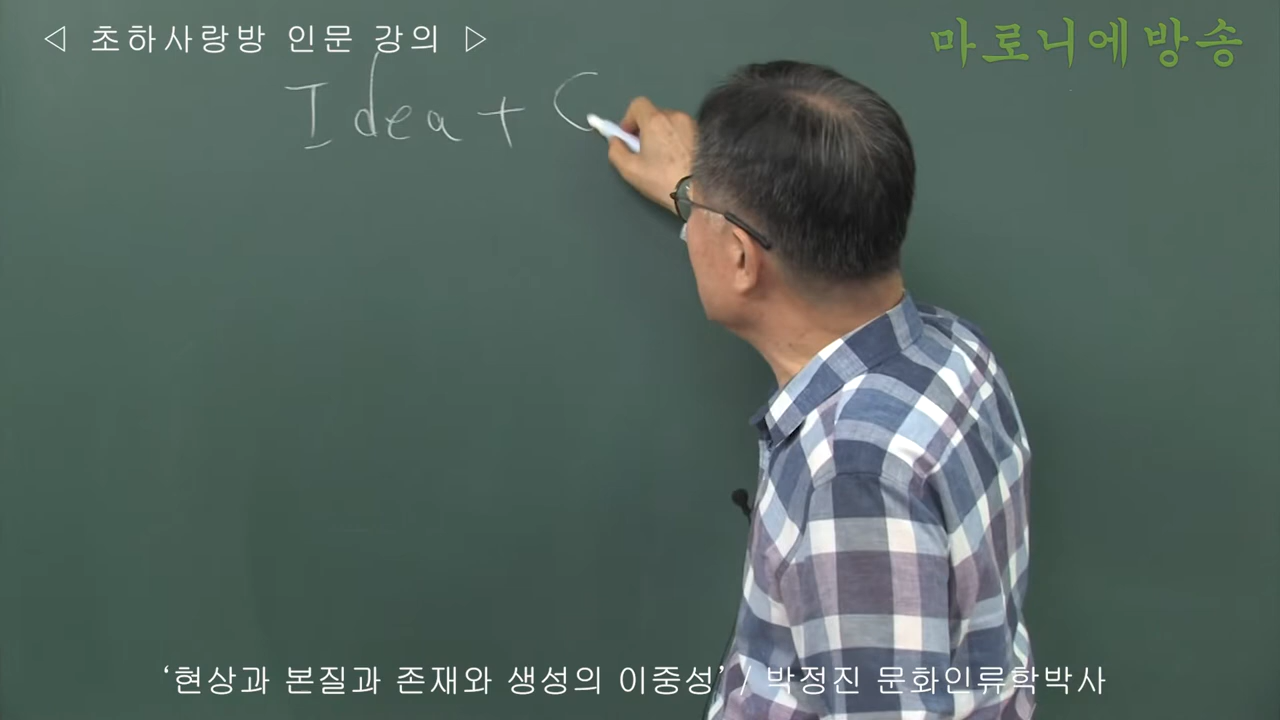 ◁ 초하사랑방 인문 강의 ▷
마로니에방송
Idea + C
‘현상과 본질과 존재와 생성의 이중성’ / 박정진 문화인류학박사